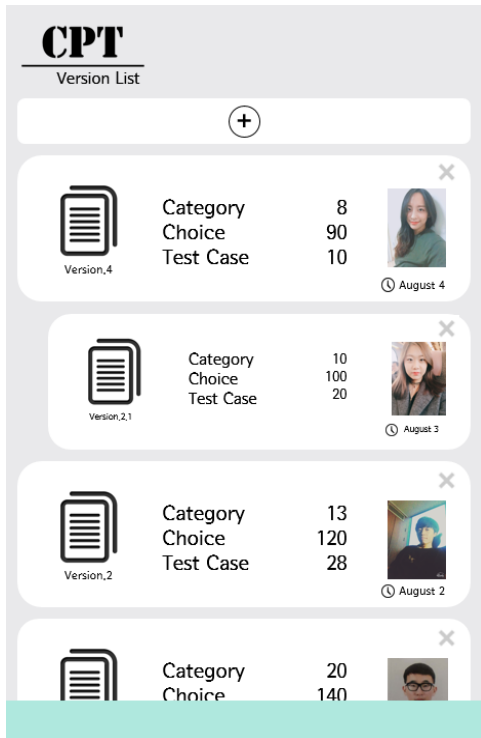 CPT
Version List
Category 8
Choice 90
Test Case 10
Version.4
August 4
Category 10
Choice 100
Test Case 20
Version.2.1
August 3
Category 13
Choice 120
Test Case 28
Version.2
August 2
Category 20
Choice 140